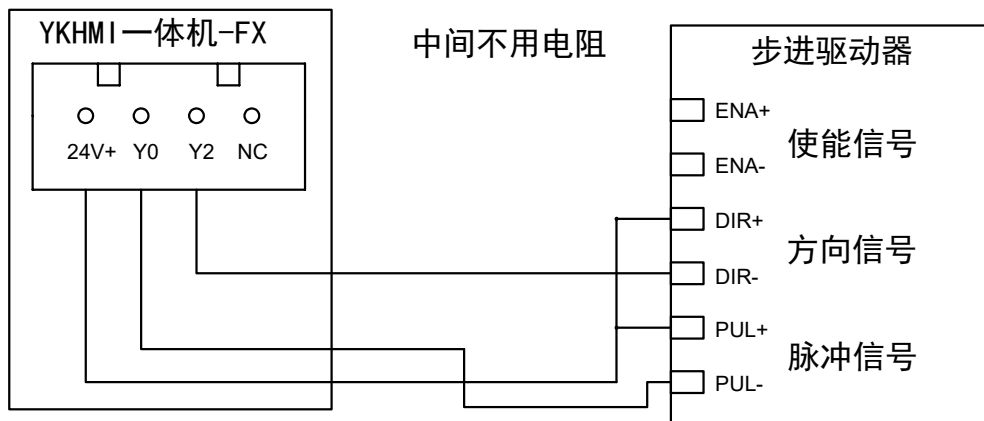 YKHMI一体机-FX
中间不用电阻
步进驱动器
24V+ Y0 Y2 NC
ENA+
使能信号
ENA-
DIR+
方向信号
DIR-
PUL+
脉冲信号
PUL-